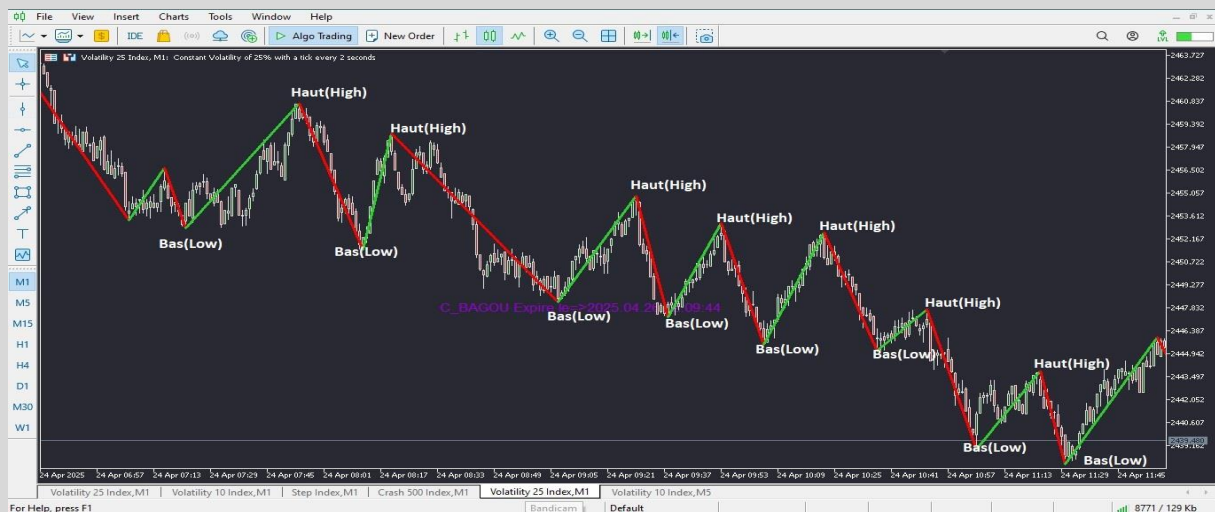 File View Insert Charts Tools Window Help
IDE Algo Trading New Order LVL
Volatility 25 Index, M1: Constant Volatility of 25% with a tick every 2 seconds
2463.727
2462.282
Haut(High)
2460.837
Haut(High)
2459.392
2457.947
2456.502
Haut(High)
2455.057
Haut(High)
2453.612
Haut(High)
Bas(Low)
2452.167
Bas(Low)
2450.722
2449.277
Haut(High)
C_BAGOU Expire le=>2025.04.2 09:44
2447.832
Bas(Low)
Bas(Low)
2446.387
Bas(Low)
Bas(Low)
2444.942
Haut(High)
2443.497
2442.052
2440.607
2439.480
2439.162
Bas(Low)
Bas(Low)
T
M1
M5
M15
H1
H4
D1
M30
W1
24 Apr 2025 24 Apr 06:57 24 Apr 07:13 24 Apr 07:29 24 Apr 07:45 24 Apr 08:01 24 Apr 08:17 24 Apr 08:33 24 Apr 08:49 24 Apr 09:05 24 Apr 09:21 24 Apr 09:37 24 Apr 09:53 24 Apr 10:09 24 Apr 10:25 24 Apr 10:41 24 Apr 10:57 24 Apr 11:13 24 Apr 11:29 24 Apr 11:45
Volatility 25 Index,M1 Volatility 10 Index,M1 Step Index,M1 Crash 500 Index,M1 Volatility 25 Index,M1 Volatility 10 Index,M5
For Help, press F1 Bandicam Default 8771 / 129 Kb